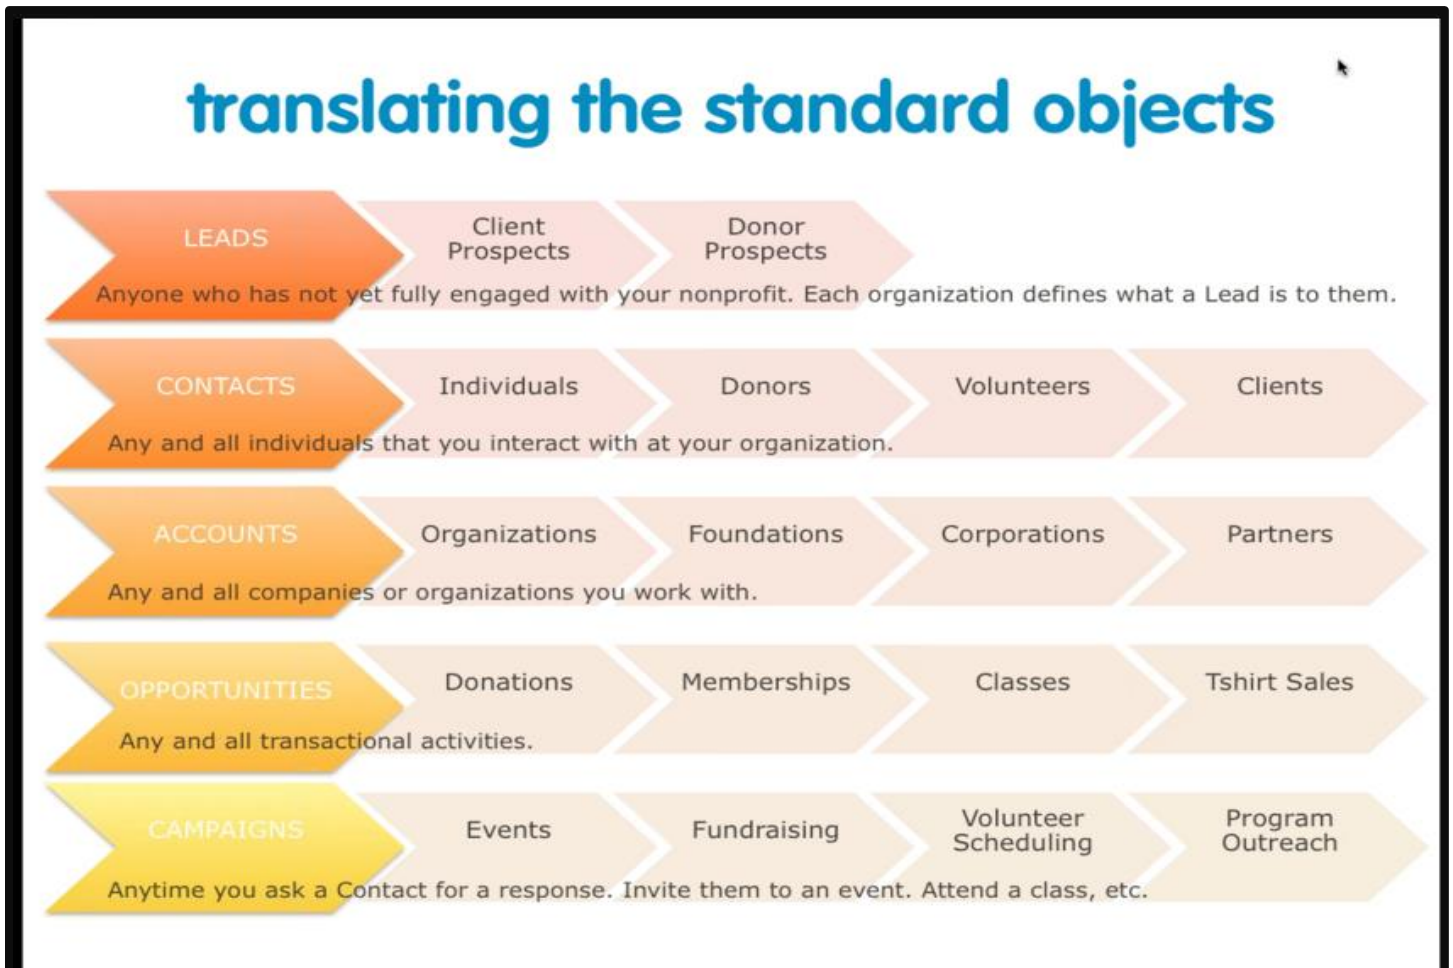 translating the standard objects
LEADS
Client
Prospects
Donor
Prospects
Anyone who has not yet fully engaged with your nonprofit. Each organization defines what a Lead is to them.
CONTACTS
Individuals
Donors
Volunteers
Clients
Any and all individuals that you interact with at your organization.
ACCOUNTS
Organizations
Foundations
Corporations
Partners
Any and all companies or organizations you work with.
OPPORTUNITIES
Donations
Memberships
Classes
Tshirt Sales
Any and all transactional activities.
CAMPAIGNS
Events
Fundraising
Volunteer
Scheduling
Program
Outreach
Anytime you ask a Contact for a response. Invite them to an event. Attend a class, etc.